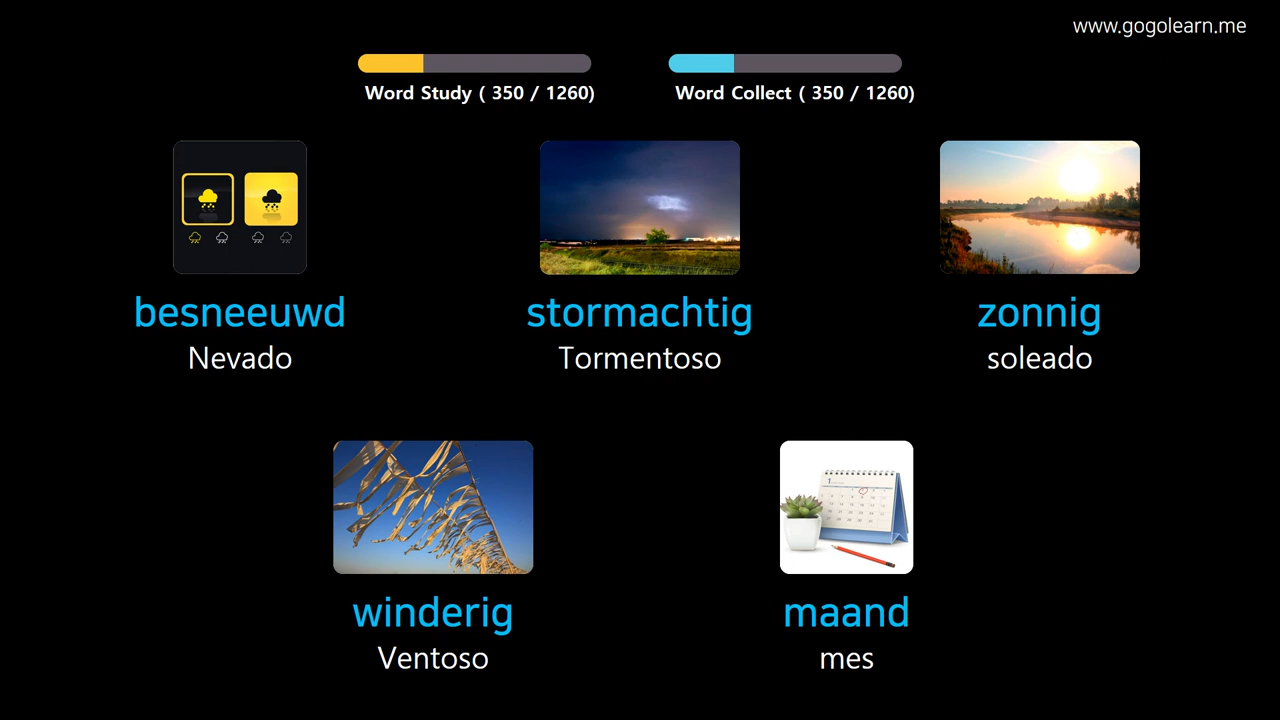 www.gogolearn.me
Word Study ( 350 / 1260)
Word Collect ( 350 / 1260)
besneeuwd
Nevado
stormachtig
Tormentoso
zonnig
soleado
winderig
Ventoso
maand
mes